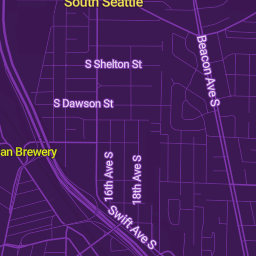 South Seattle
S Shelton St
Beacon Ave S
S Dawson St
an Brewery
16th Ave S
18th Ave S
Swift Ave S